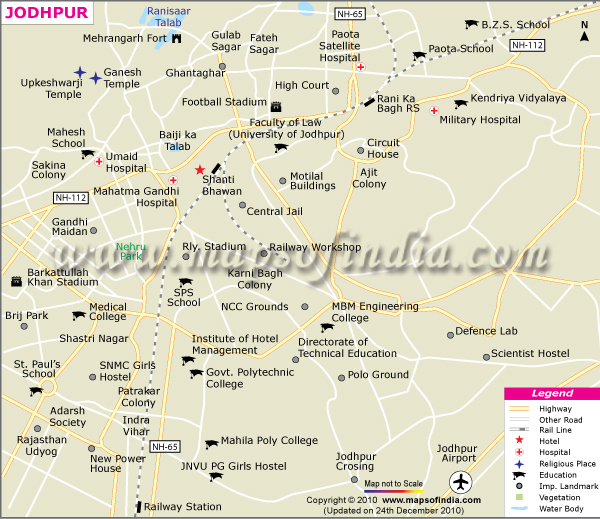 JODHPUR
Ranisaar
Talab
NH-65
B.Z.S. School
N
Mehrangarh Fort
Gulab
Sagar
Fateh
Sagar
Paota
Satellite
Hospital
NH-112
Paota School
Upkeshwarji
Temple
Ganesh
Temple
Ghantaghar
High Court
Rani Ka
Bagh RS
Kendriya Vidyalaya
Football Stadium
Military Hospital
Mahesh
School
Baiji ka
Talab
Faculty of Law
(University of Jodhpur)
Circuit
House
Sakina
Colony
Umaid
Hospital
Shanti
Bhawan
Motilal
Buildings
Ajit
Colony
NH-112
Mahatma Gandhi
Hospital
Central Jail
Gandhi
Maidan
Nehru
Park
Rly. Stadium
Railway Workshop
www.mapsofindia.com
Barkattullah
Khan Stadium
Karni Bagh
Colony
SPS
School
NCC Grounds
MBM Engineering
College
Brij Park
Medical
College
Shastri Nagar
Institute of Hotel
Management
Directorate of
Technical Education
Defence Lab
Scientist Hostel
St. Paul's
School
SNMC Girls
Hostel
Govt. Polytechnic
College
Polo Ground
Patrakar
Colony
Adarsh
Society
Indra
Vihar
Rajasthan
Udyog
NH-65
Mahila Poly College
New Power
House
JNVU PG Girls Hostel
Jodhpur
Crossing
Jodhpur
Airport
Railway Station
Map not to Scale
Copyright © 2010 www.mapsofindia.com
(Updated on 24th December 2010)
Legend
Highway
Other Road
Rail Line
Hotel
Hospital
Religious Place
Education
Imp. Landmark
Vegetation
Water Body